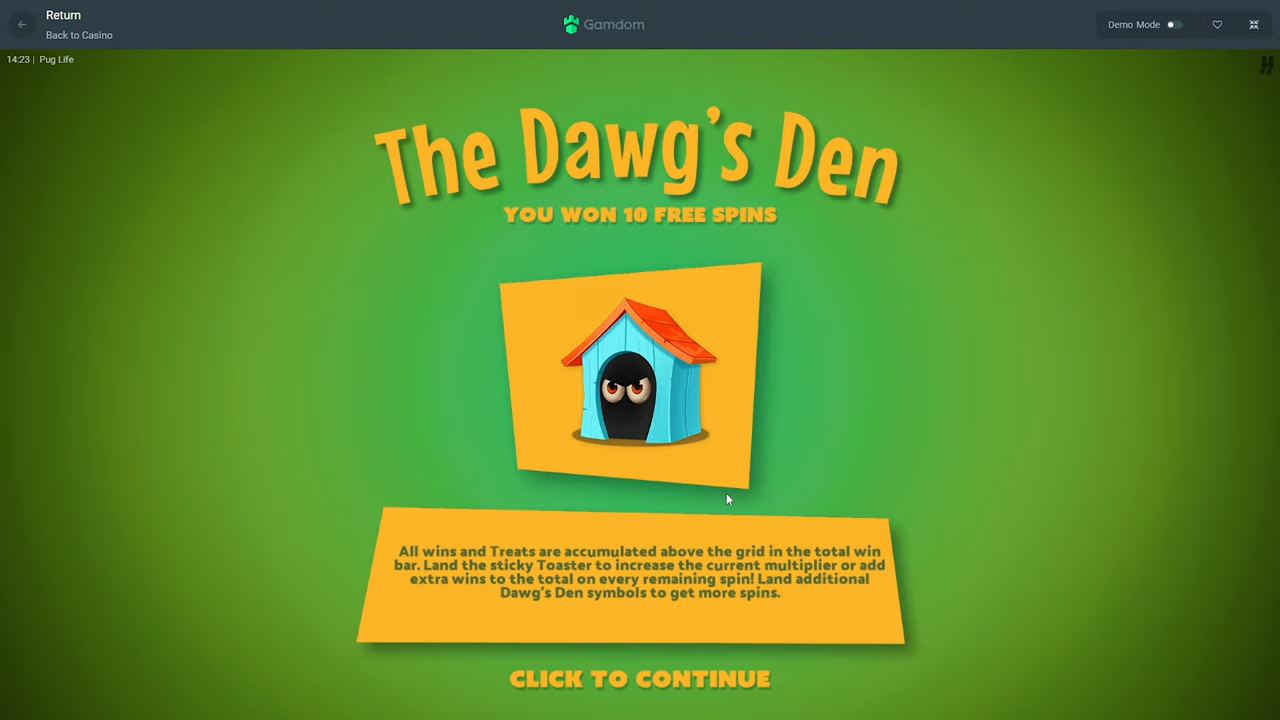 Return
Back to Casino
Gamdom
Demo Mode
14:23 | Pug Life
The Dawg's Den
YOU WON 10 FREE SPINS
All wins and Treats are accumulated above the grid in the total win
bar. Land the sticky Toaster to increase the current multiplier or add
extra wins to the total on every remaining spin! Land additional
Dawg's Den symbols to get more spins.
CLICK TO CONTINUE